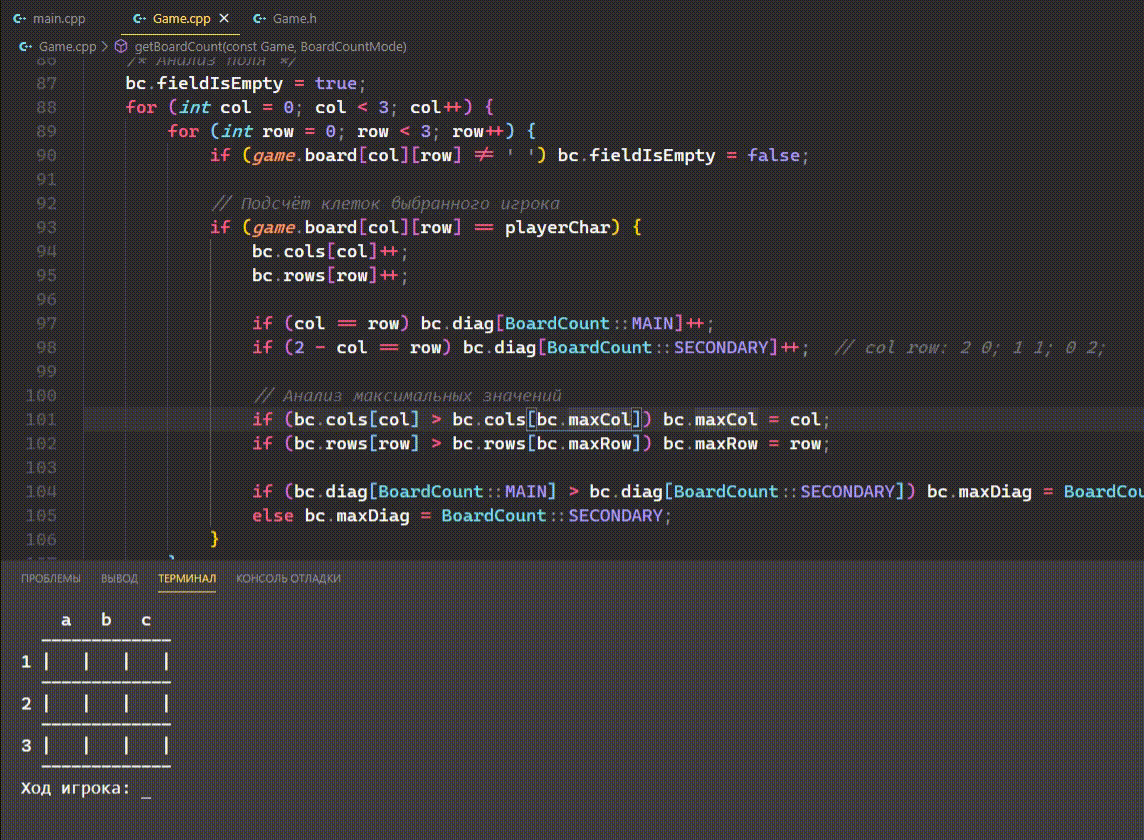 main.cpp Game.cpp × Game.h
Game.cpp > getBoardCount(const Game, BoardCountMode)
86 /* Анализ поля */
87 bc.fieldIsEmpty = true;
88 for (int col = 0; col < 3; col++) {
89 for (int row = 0; row < 3; row++) {
90 if (game.board[col][row] != ' ') bc.fieldIsEmpty = false;
91
92 // Подсчёт клеток выбранного игрока
93 if (game.board[col][row] == playerChar) {
94 bc.cols[col]++;
95 bc.rows[row]++;
96
97 if (col == row) bc.diag[BoardCount::MAIN]++;
98 if (2 - col == row) bc.diag[BoardCount::SECONDARY]++; // col row: 2 0; 1 1; 0 2;
99
100 // Анализ максимальных значений
101 if (bc.cols[col] > bc.cols[bc.maxCol]) bc.maxCol = col;
102 if (bc.rows[row] > bc.rows[bc.maxRow]) bc.maxRow = row;
103
104 if (bc.diag[BoardCount::MAIN] > bc.diag[BoardCount::SECONDARY]) bc.maxDiag = BoardCou
105 else bc.maxDiag = BoardCount::SECONDARY;
106 }
ПРОБЛЕМЫ ВЫВОД ТЕРМИНАЛ КОНСОЛЬ ОТЛАДКИ
a b c
-------------
1 | | | |
-------------
2 | | | |
-------------
3 | | | |
-------------
Ход игрока: _